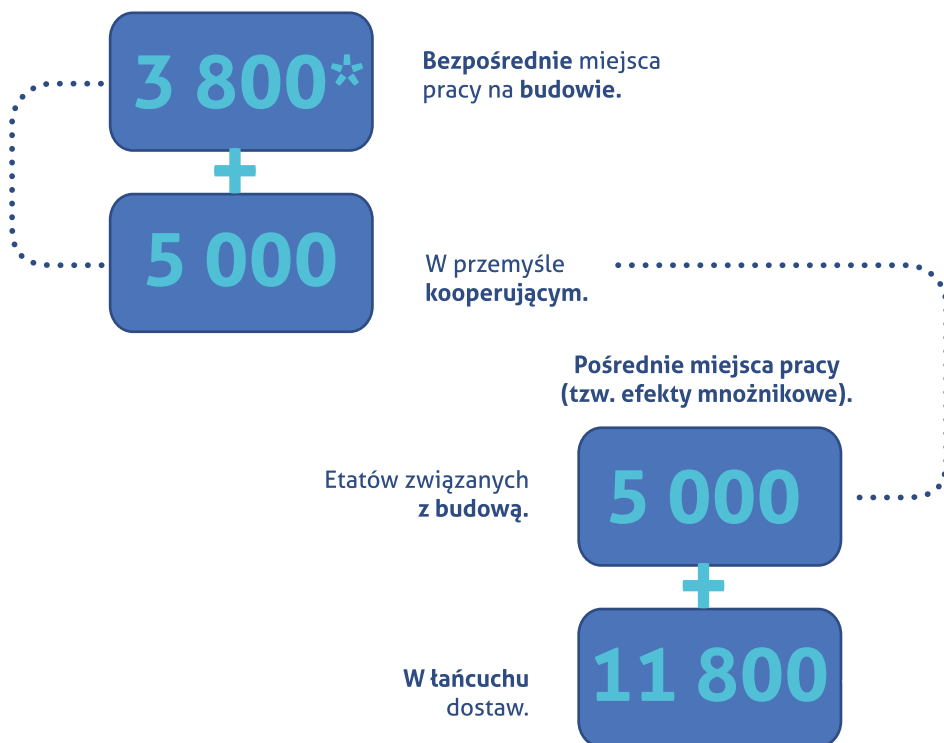 3 800*
Bezpośrednie miejsca
pracy na budowie.
+
5 000
W przemyśle
kooperującym.
Pośrednie miejsca pracy
(tzw. efekty mnożnikowe).
Etatów związanych
z budową.
5 000
+
W łańcuchu
dostaw.
11 800